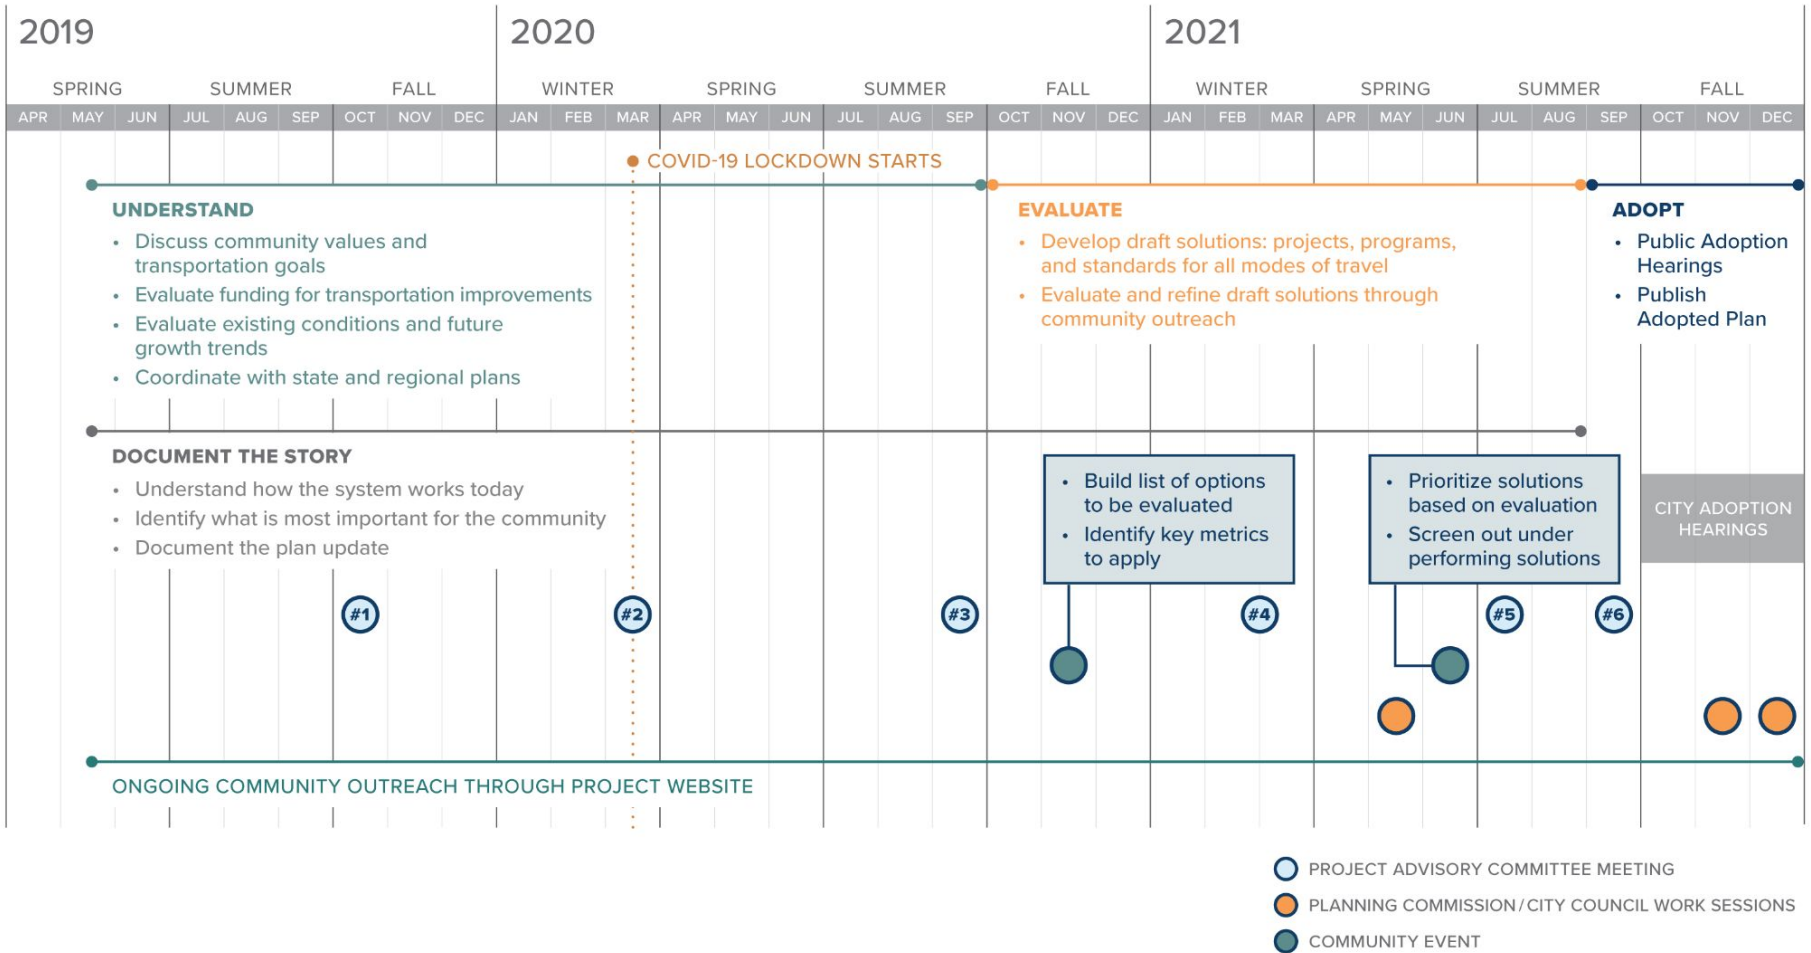 2019 2020 2021
SPRING SUMMER FALL WINTER SPRING SUMMER FALL WINTER SPRING SUMMER FALL
APR MAY JUN JUL AUG SEP OCT NOV DEC JAN FEB MAR APR MAY JUN JUL AUG SEP OCT NOV DEC JAN FEB MAR APR MAY JUN JUL AUG SEP OCT NOV DEC
COVID-19 LOCKDOWN STARTS
UNDERSTAND
• Discuss community values and
transportation goals
• Evaluate funding for transportation improvements
• Evaluate existing conditions and future
growth trends
• Coordinate with state and regional plans
EVALUATE
• Develop draft solutions: projects, programs,
and standards for all modes of travel
• Evaluate and refine draft solutions through
community outreach
ADOPT
• Public Adoption
Hearings
• Publish
Adopted Plan
DOCUMENT THE STORY
• Understand how the system works today
• Identify what is most important for the community
• Document the plan update
• Build list of options
to be evaluated
• Identify key metrics
to apply
• Prioritize solutions
based on evaluation
• Screen out under
performing solutions
CITY ADOPTION
HEARINGS
#1 #2 #3 #4 #5 #6
ONGOING COMMUNITY OUTREACH THROUGH PROJECT WEBSITE
PROJECT ADVISORY COMMITTEE MEETING
PLANNING COMMISSION/CITY COUNCIL WORK SESSIONS
COMMUNITY EVENT